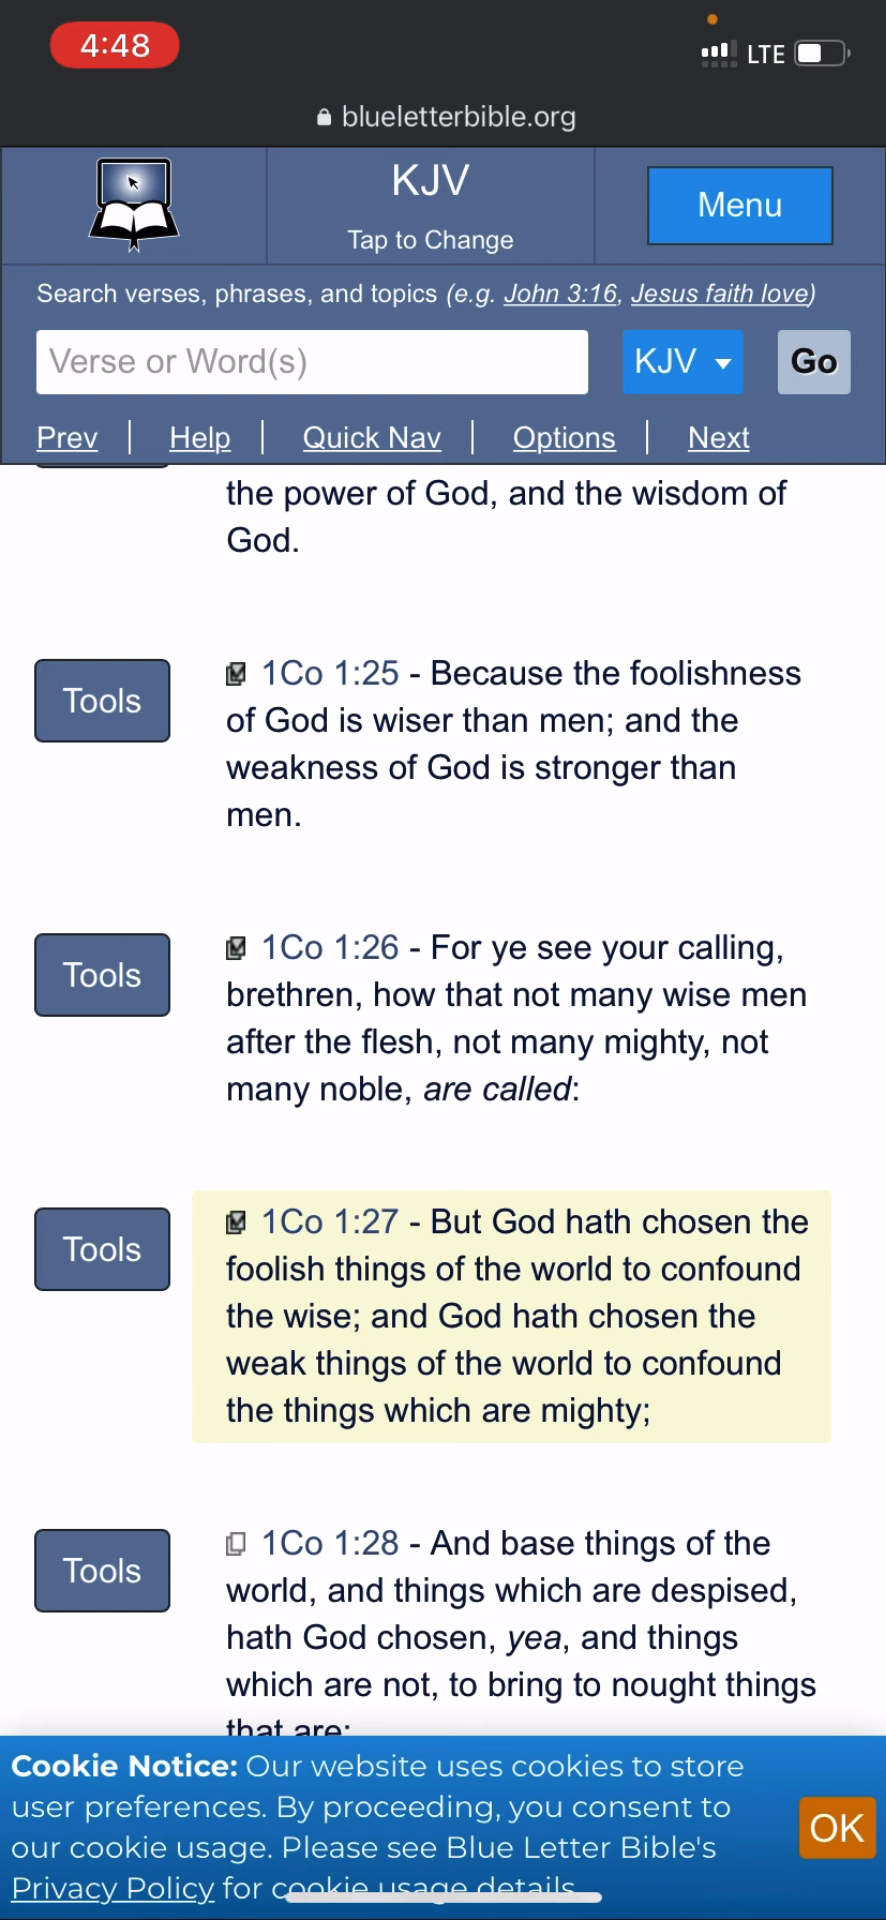 4:48
LTE
blueletterbible.org
KJV
Tap to Change
Menu
Search verses, phrases, and topics (e.g. John 3:16, Jesus faith love)
Verse or Word(s)
KJV
Go
Prev | Help | Quick Nav | Options | Next
the power of God, and the wisdom of
God.
Tools
1Co 1:25 - Because the foolishness
of God is wiser than men; and the
weakness of God is stronger than
men.
Tools
1Co 1:26 - For ye see your calling,
brethren, how that not many wise men
after the flesh, not many mighty, not
many noble, are called:
Tools
1Co 1:27 - But God hath chosen the
foolish things of the world to confound
the wise; and God hath chosen the
weak things of the world to confound
the things which are mighty;
Tools
1Co 1:28 - And base things of the
world, and things which are despised,
hath God chosen, yea, and things
which are not, to bring to nought things
that are:
Cookie Notice: Our website uses cookies to store
user preferences. By proceeding, you consent to
our cookie usage. Please see Blue Letter Bible's
Privacy Policy for cookie usage details.
OK